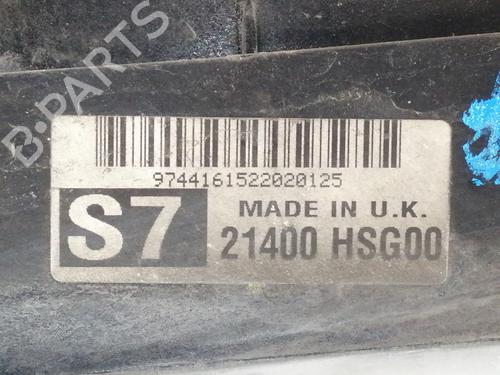 B-PARTS
9744161522020125
S7
MADE IN U.K.
21400 HSG00